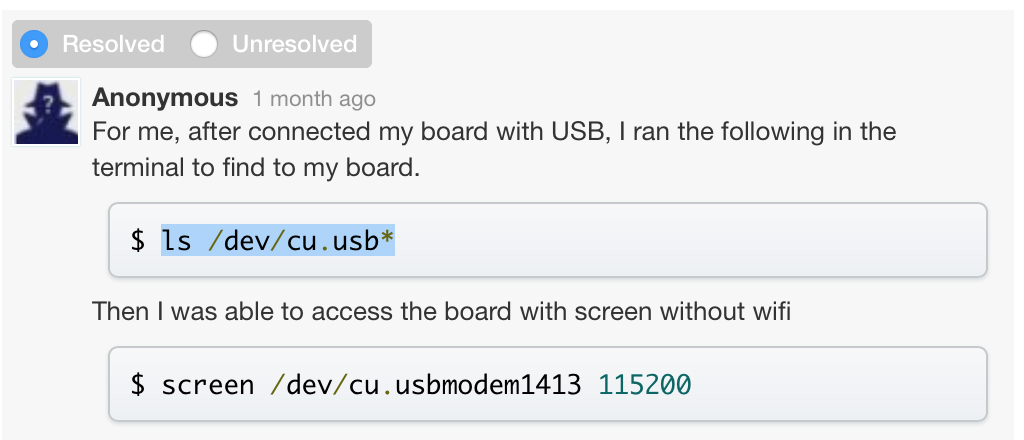 Resolved Unresolved
Anonymous 1 month ago
For me, after connected my board with USB, I ran the following in the
terminal to find to my board.
$ ls /dev/cu.usb*
Then I was able to access the board with screen without wifi
$ screen /dev/cu.usbmodem1413 115200